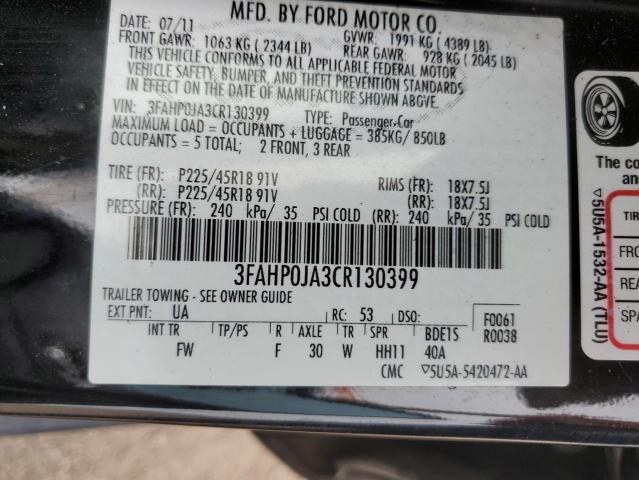 DATE: 07/11
MFD. BY FORD MOTOR CO.
FRONT GAWR: 1063 KG ( 2344 LB)
GVWR: 1991 KG ( 4389 LB)
REAR GAWR: 928 KG ( 2045 LB)
THIS VEHICLE CONFORMS TO ALL APPLICABLE FEDERAL MOTOR
VEHICLE SAFETY, BUMPER, AND THEFT PREVENTION STANDARDS
IN EFFECT ON THE DATE OF MANUFACTURE SHOWN ABOVE.
VIN: 3FAHP0JA3CR130399 TYPE: Passenger,Car
MAXIMUM LOAD = OCCUPANTS + LUGGAGE = 385KG/ 850LB
OCCUPANTS = 5 TOTAL; 2 FRONT, 3 REAR
TIRE (FR): P225/45R18 91V RIMS (FR): 18X7.5J
(RR): P225/45R18 91V (RR): 18X7.5J
PRESSURE (FR): 240 kPa/ 35 PSI COLD (RR): 240 kPa/ 35 PSI COLD
3FAHP0JA3CR130399
TRAILER TOWING - SEE OWNER GUIDE
EXT PNT: UA RC: 53 DSO: F0061
R0038
INT TR TP/PS R AXLE TR SPR BDE1S
FW F 30 W HH11 40A
CMC ▽5U5A-5420472-AA
The co
an
TIR
FRO
REA
SPA
▽5U5A-1532-AA (TLU)